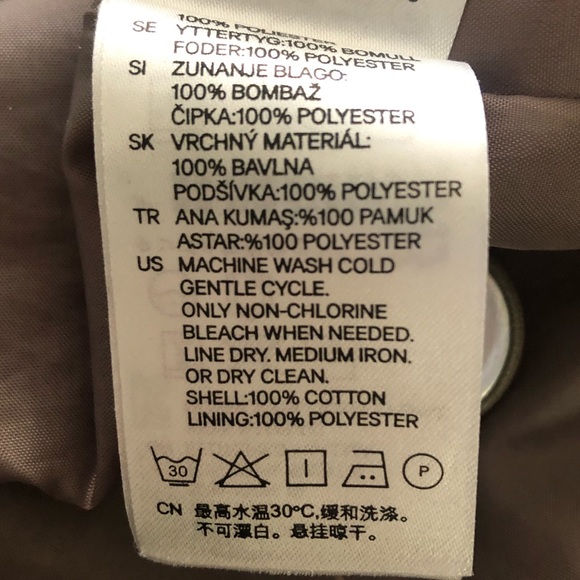 100% POLYESTER
SE YTTERTYG:100% BOMULL
FODER:100% POLYESTER
SI ZUNANJE BLAGO:
100% BOMBAŽ
ČIPKA:100% POLYESTER
SK VRCHNÝ MATERIÁL:
100% BAVLNA
PODŠÍVKA:100% POLYESTER
TR ANA KUMAŞ:%100 PAMUK
ASTAR:%100 POLYESTER
US MACHINE WASH COLD
GENTLE CYCLE.
ONLY NON-CHLORINE
BLEACH WHEN NEEDED.
LINE DRY. MEDIUM IRON.
OR DRY CLEAN.
SHELL:100% COTTON
LINING:100% POLYESTER
30 P
CN 最高水温30°C,缓和洗涤。
不可漂白。悬挂晾干。